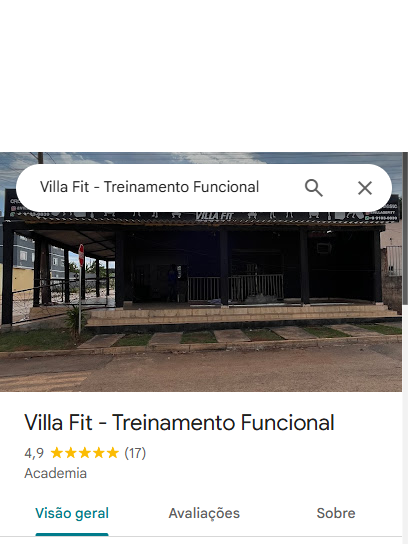 Villa Fit - Treinamento Funcional
VILLA FIT
Villa Fit - Treinamento Funcional
4,9 (17)
Academia
Visão geral Avaliações Sobre